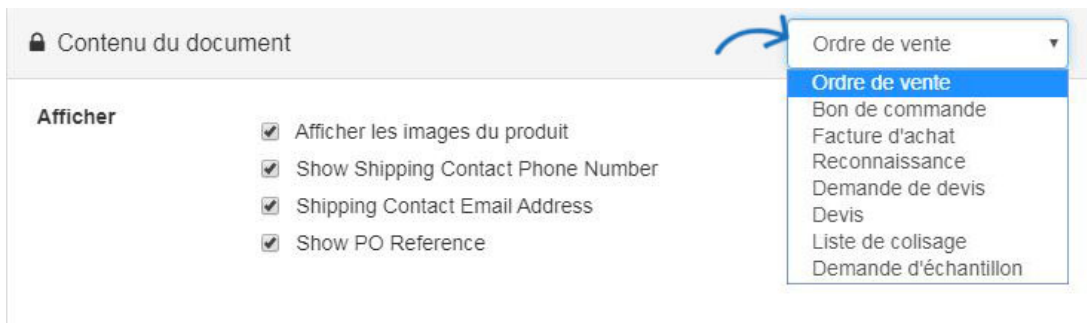 Contenu du document
Ordre de vente
Ordre de vente
Bon de commande
Facture d'achat
Reconnaissance
Demande de devis
Devis
Liste de colisage
Demande d'échantillon
Afficher
Afficher les images du produit
Show Shipping Contact Phone Number
Shipping Contact Email Address
Show PO Reference